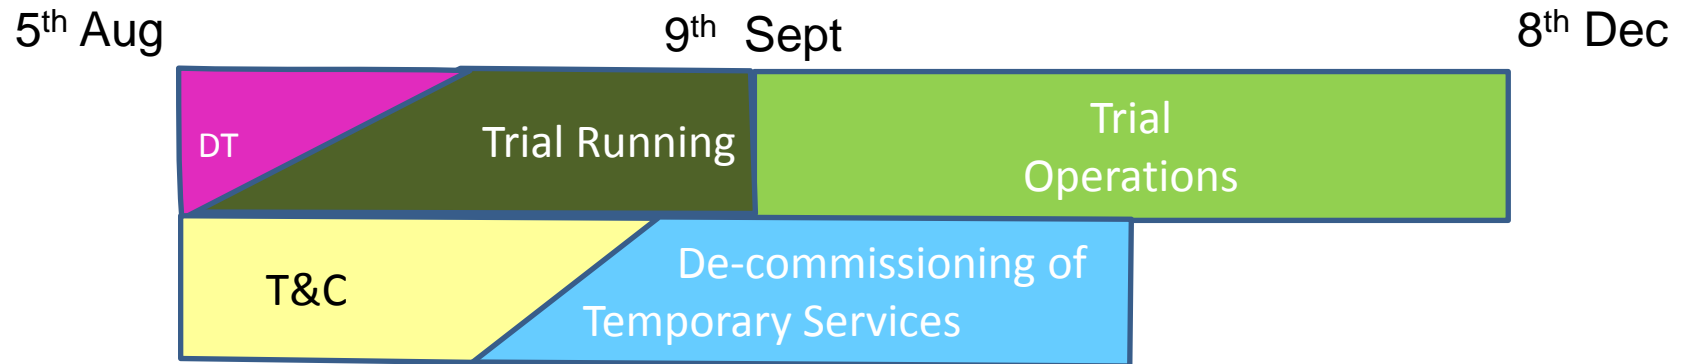 5th Aug
9th Sept
8th Dec
DT
Trial Running
Trial
Operations
T&C
De-commissioning of
Temporary Services